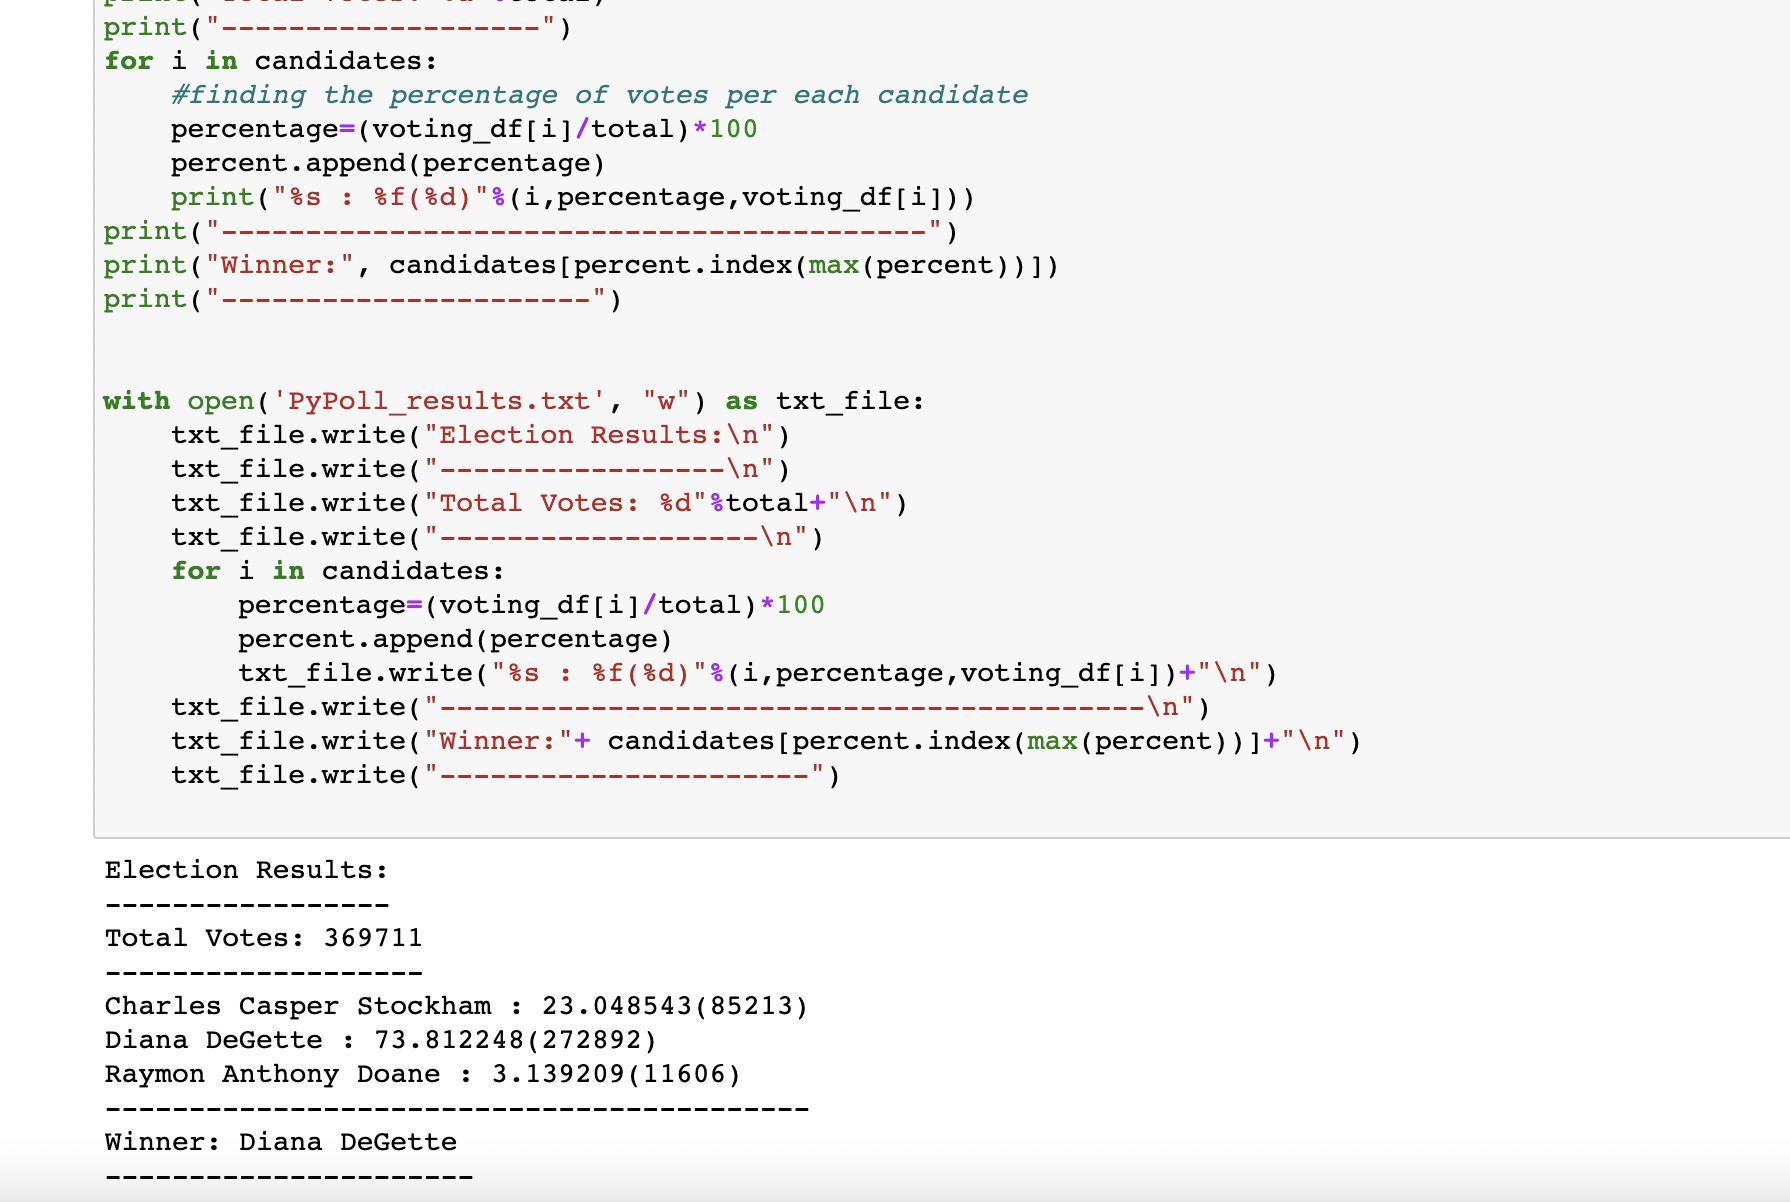 print("-------------------")
for i in candidates:
    #finding the percentage of votes per each candidate
    percentage=(voting_df[i]/total)*100
    percent.append(percentage)
    print("%s : %f(%d)"%(i,percentage,voting_df[i]))
print("------------------------------------------")
print("Winner:", candidates[percent.index(max(percent))])
print("----------------------")
with open('PyPoll_results.txt', "w") as txt_file:
    txt_file.write("Election Results:\n")
    txt_file.write("-----------------\n")
    txt_file.write("Total Votes: %d"%total+"\n")
    txt_file.write("-------------------\n")
    for i in candidates:
        percentage=(voting_df[i]/total)*100
        percent.append(percentage)
        txt_file.write("%s : %f(%d)"%(i,percentage,voting_df[i])+"\n")
    txt_file.write("------------------------------------------\n")
    txt_file.write("Winner:"+ candidates[percent.index(max(percent))]+"\n")
    txt_file.write("----------------------")
Election Results:
-----------------
Total Votes: 369711
-------------------
Charles Casper Stockham : 23.048543(85213)
Diana DeGette : 73.812248(272892)
Raymon Anthony Doane : 3.139209(11606)
------------------------------------------
Winner: Diana DeGette
----------------------